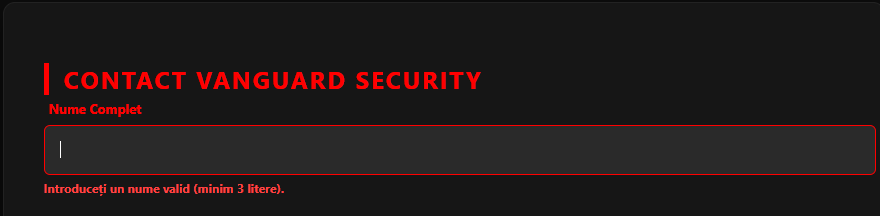 CONTACT VANGUARD SECURITY
Nume Complet
Introduceți un nume valid (minim 3 litere).